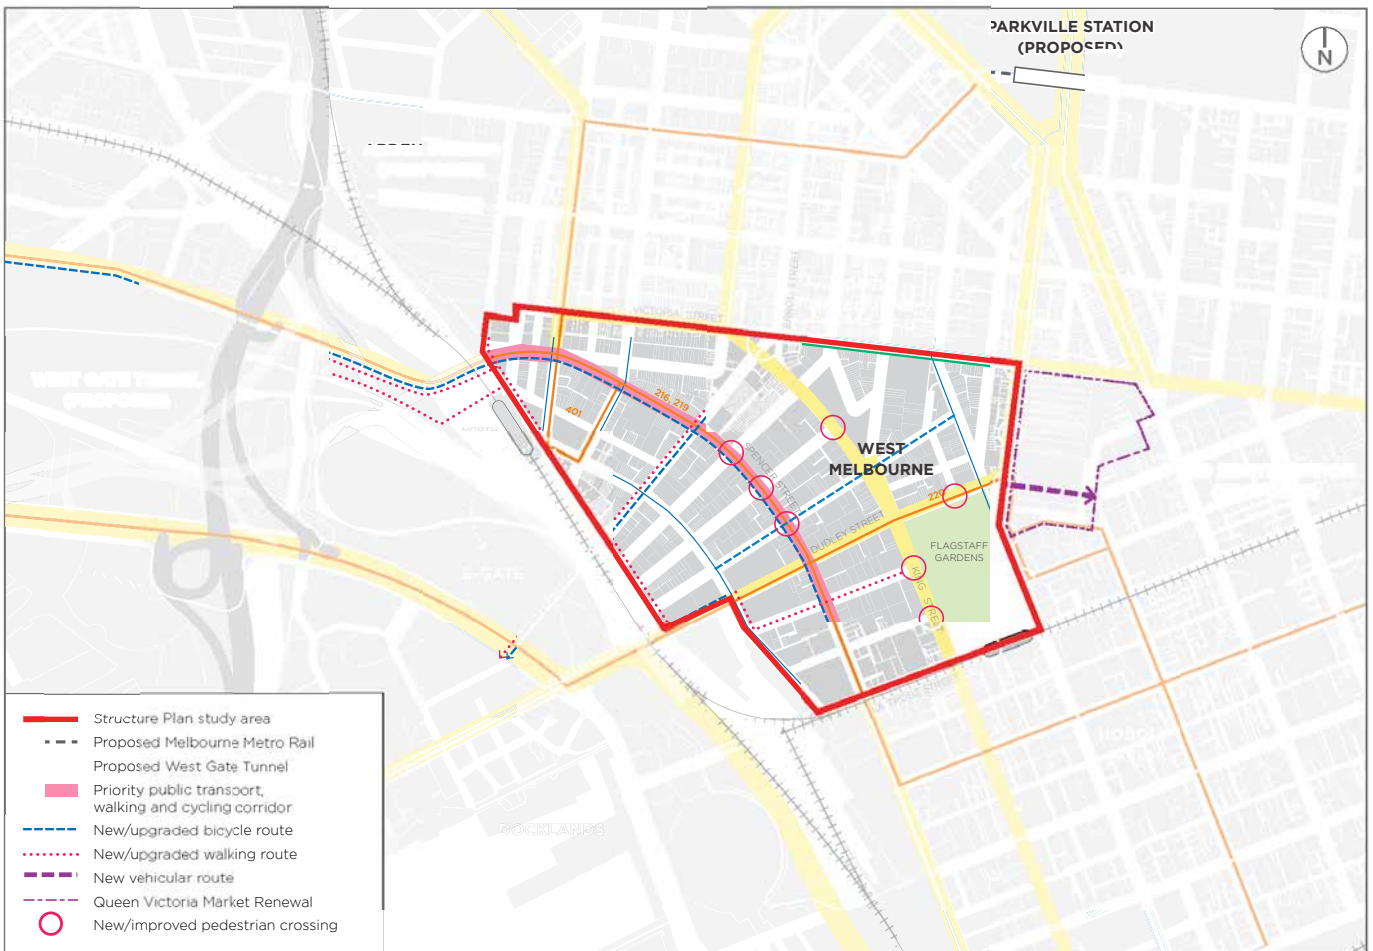 PARKVILLE STATION
(PROPOSED)
N
VICTORIA STREET
ERROL STREET
216, 219
401
NORTH
SPENCER STREET
WEST
MELBOURNE
220
DUDLEY STREET
FLAGSTAFF
GARDENS
KING STREET
DOCKLANDS
Structure Plan study area
Proposed Melbourne Metro Rail
Proposed West Gate Tunnel
Priority public transport,
walking and cycling corridor
New/upgraded bicycle route
New/upgraded walking route
New vehicular route
Queen Victoria Market Renewal
New/improved pedestrian crossing